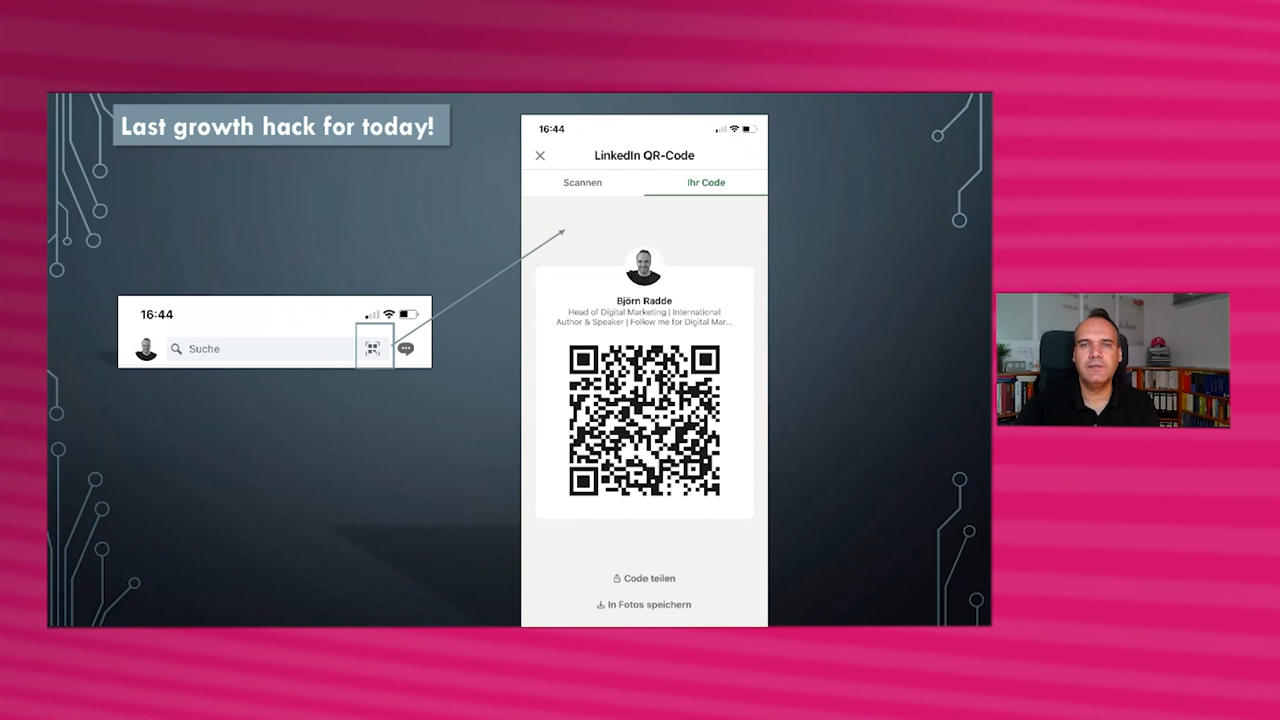 Last growth hack for today!
16:44
Suche
16:44
LinkedIn QR-Code
Scannen
Ihr Code
Björn Radde
Head of Digital Marketing | International
Author & Speaker | Follow me for Digital Mar...
Code teilen
In Fotos speichern